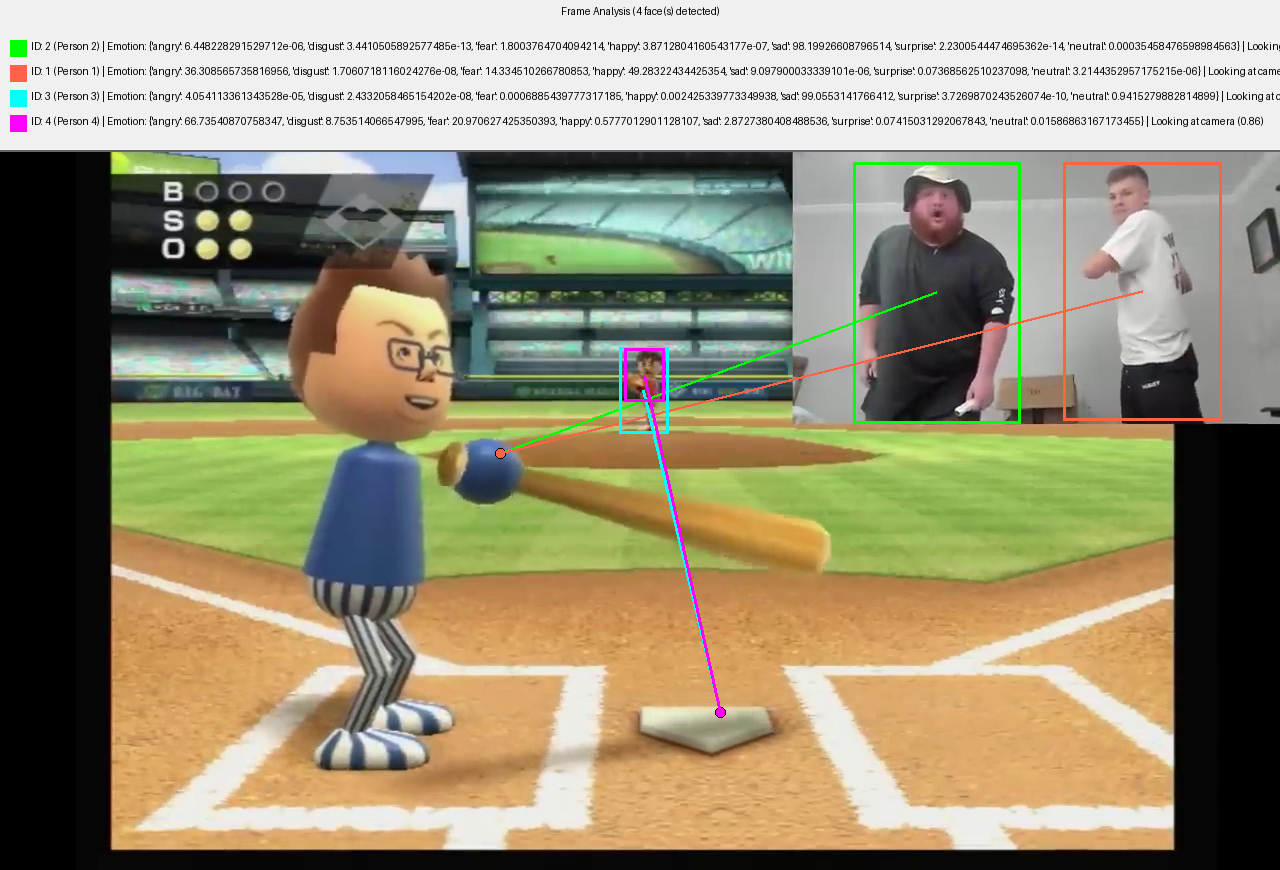 Frame Analysis (4 face(s) detected)
ID: 2 (Person 2) | Emotion: {'angry': 6.448228291529712e-06, 'disgust': 3.4410505892577485e-13, 'fear': 1.8003764704094214, 'happy': 3.8712804160543177e-07, 'sad': 98.19926608796514, 'surprise': 2.2300544474695362e-14, 'neutral': 0.00035458476598984563} | Looking
ID: 1 (Person 1) | Emotion: {'angry': 36.308565735816956, 'disgust': 1.7060718116024276e-08, 'fear': 14.334510266780853, 'happy': 49.28322434425354, 'sad': 9.097900033339101e-06, 'surprise': 0.07368562510237098, 'neutral': 3.2144352957175215e-06} | Looking at came
ID: 3 (Person 3) | Emotion: {'angry': 4.054113361343528e-05, 'disgust': 2.4332058465154202e-08, 'fear': 0.0006885439777317185, 'happy': 0.002425339773349938, 'sad': 99.0553141766412, 'surprise': 3.7269870243526074e-10, 'neutral': 0.9415279882814899} | Looking at c
ID: 4 (Person 4) | Emotion: {'angry': 66.73540870758347, 'disgust': 8.753514066547995, 'fear': 20.970627425350393, 'happy': 0.5777012901128107, 'sad': 2.8727380408488536, 'surprise': 0.07415031292067843, 'neutral': 0.01586863167173455} | Looking at camera (0.86)
B
S
O
Wii
BIG BAT